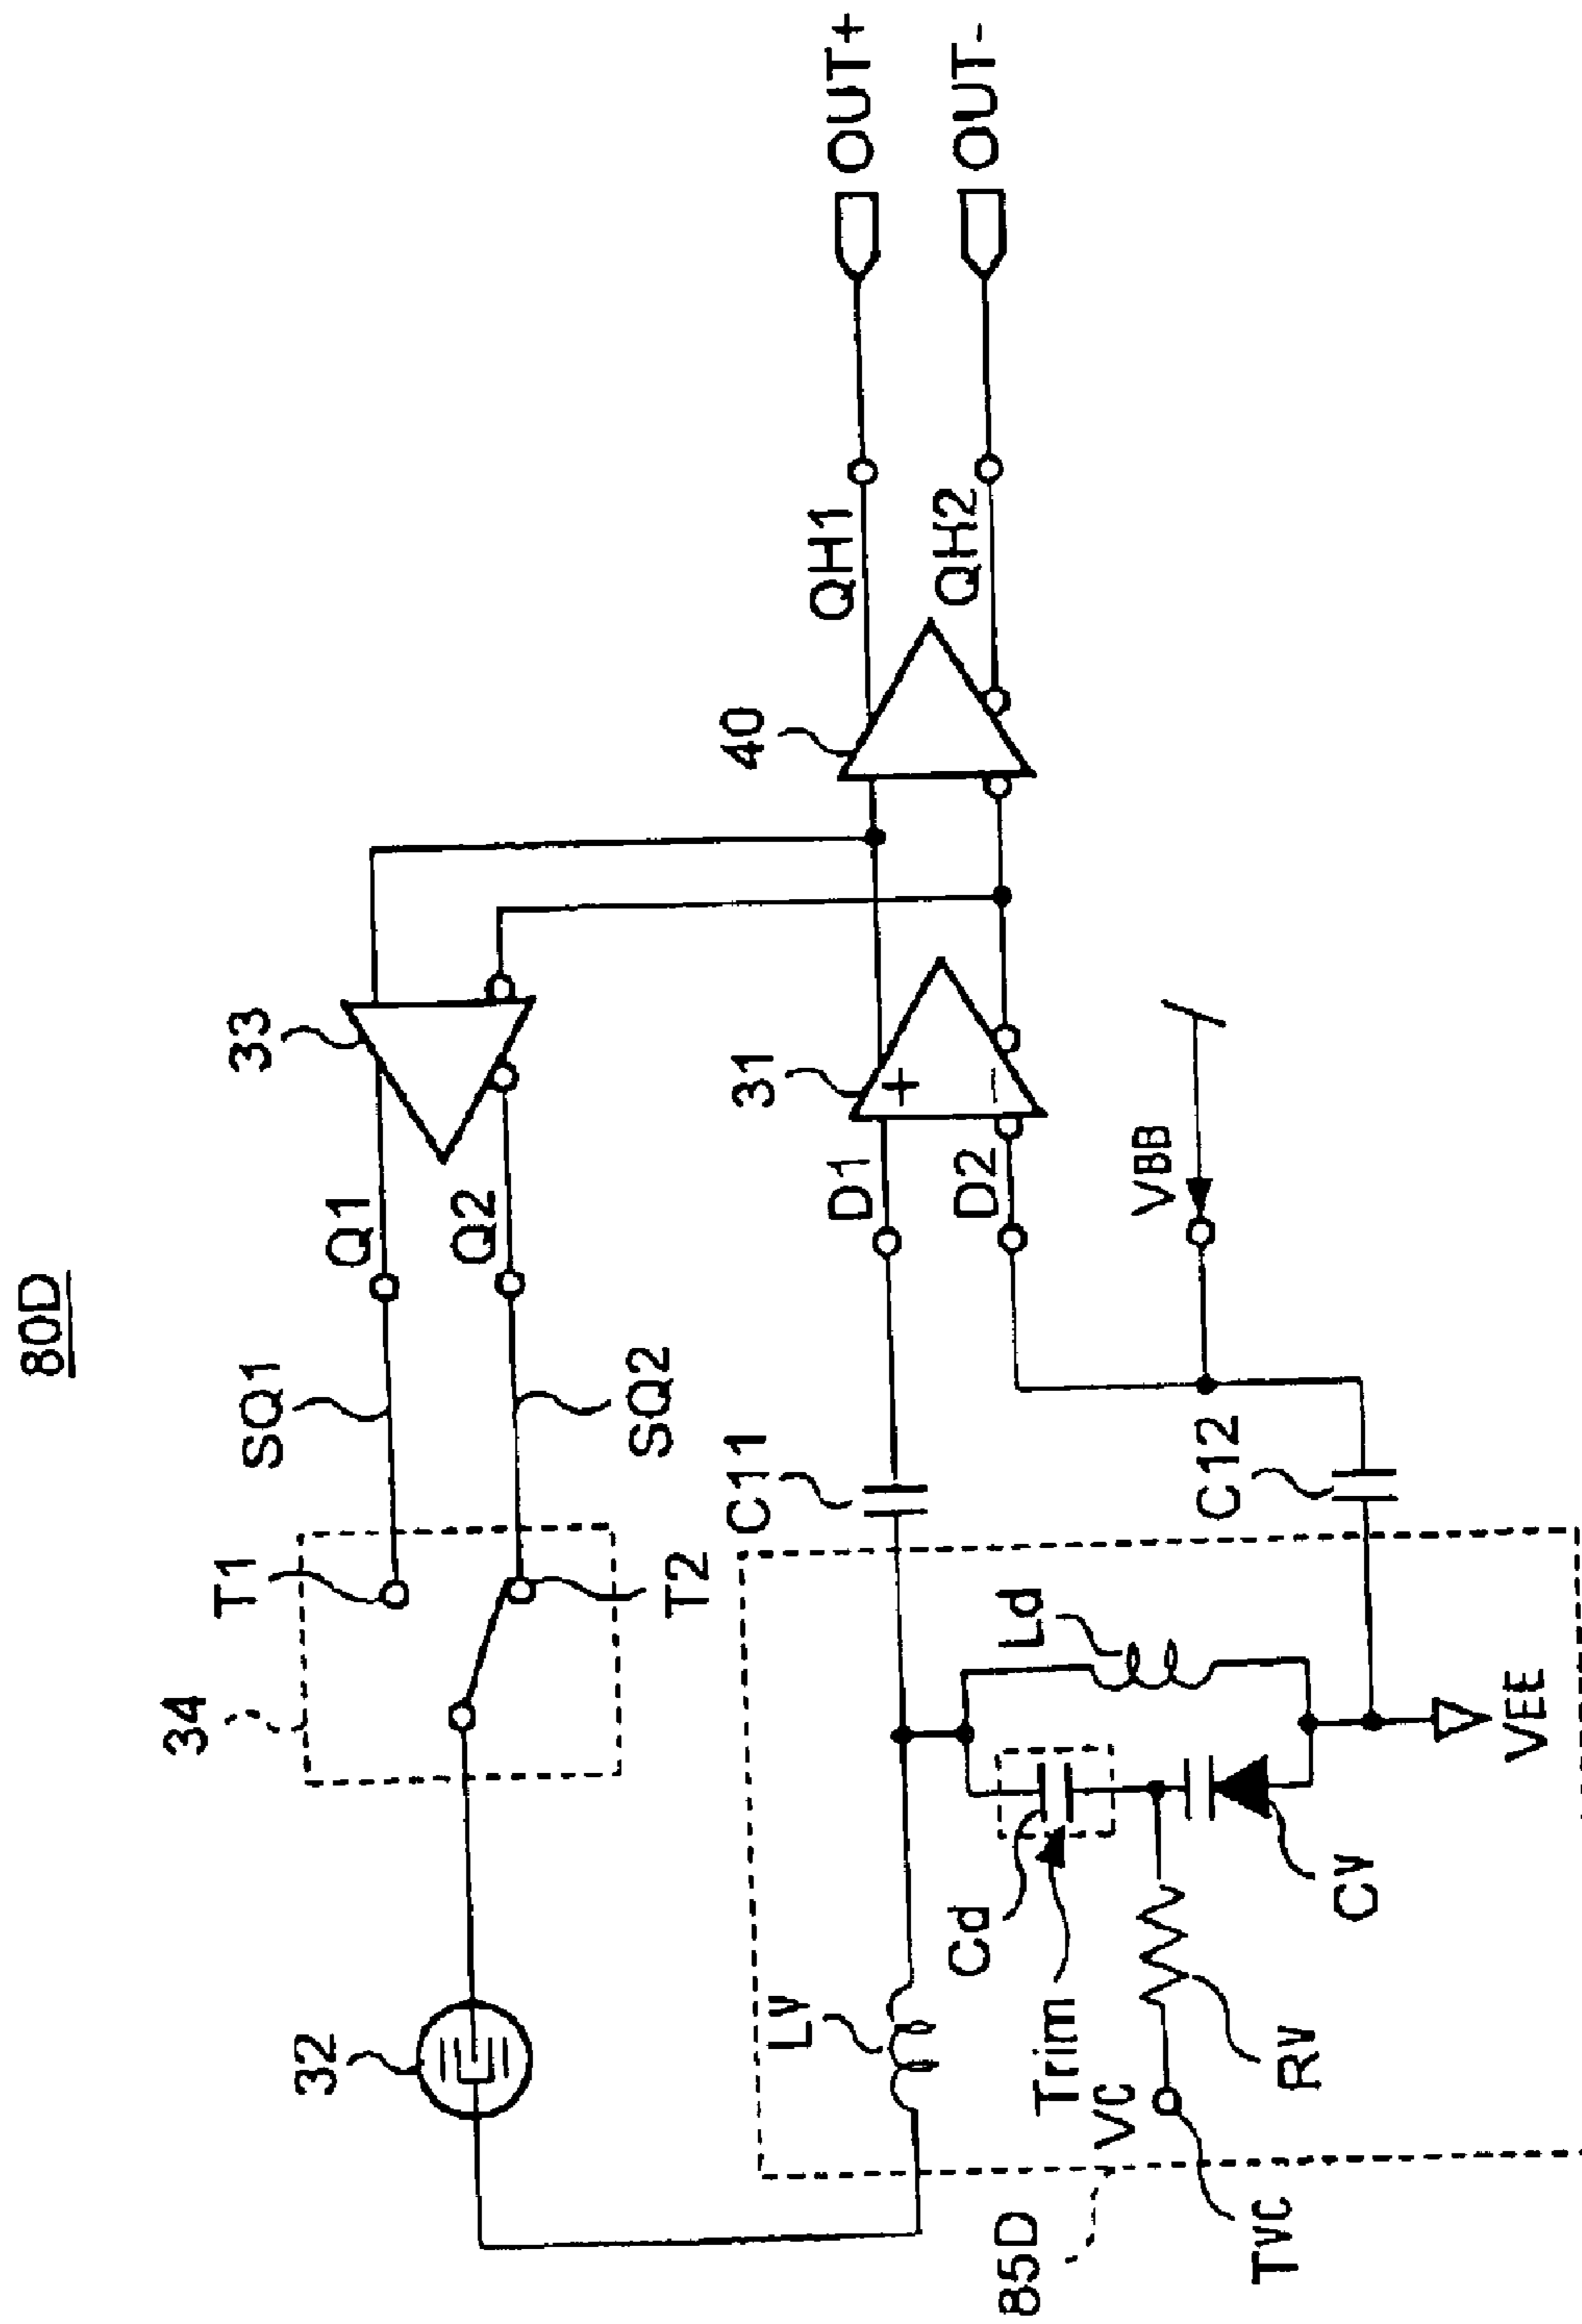 80D
34
T1
SQ1
Q1
33
Q2
SQ2
T2
32
40
QH1
OUT+
QH2
OUT-
31
+
−
D1
D2
C11
VBB
C12
LV
Ld
Cd
Trim
VC
CV
RV
TVC
VEE
85D